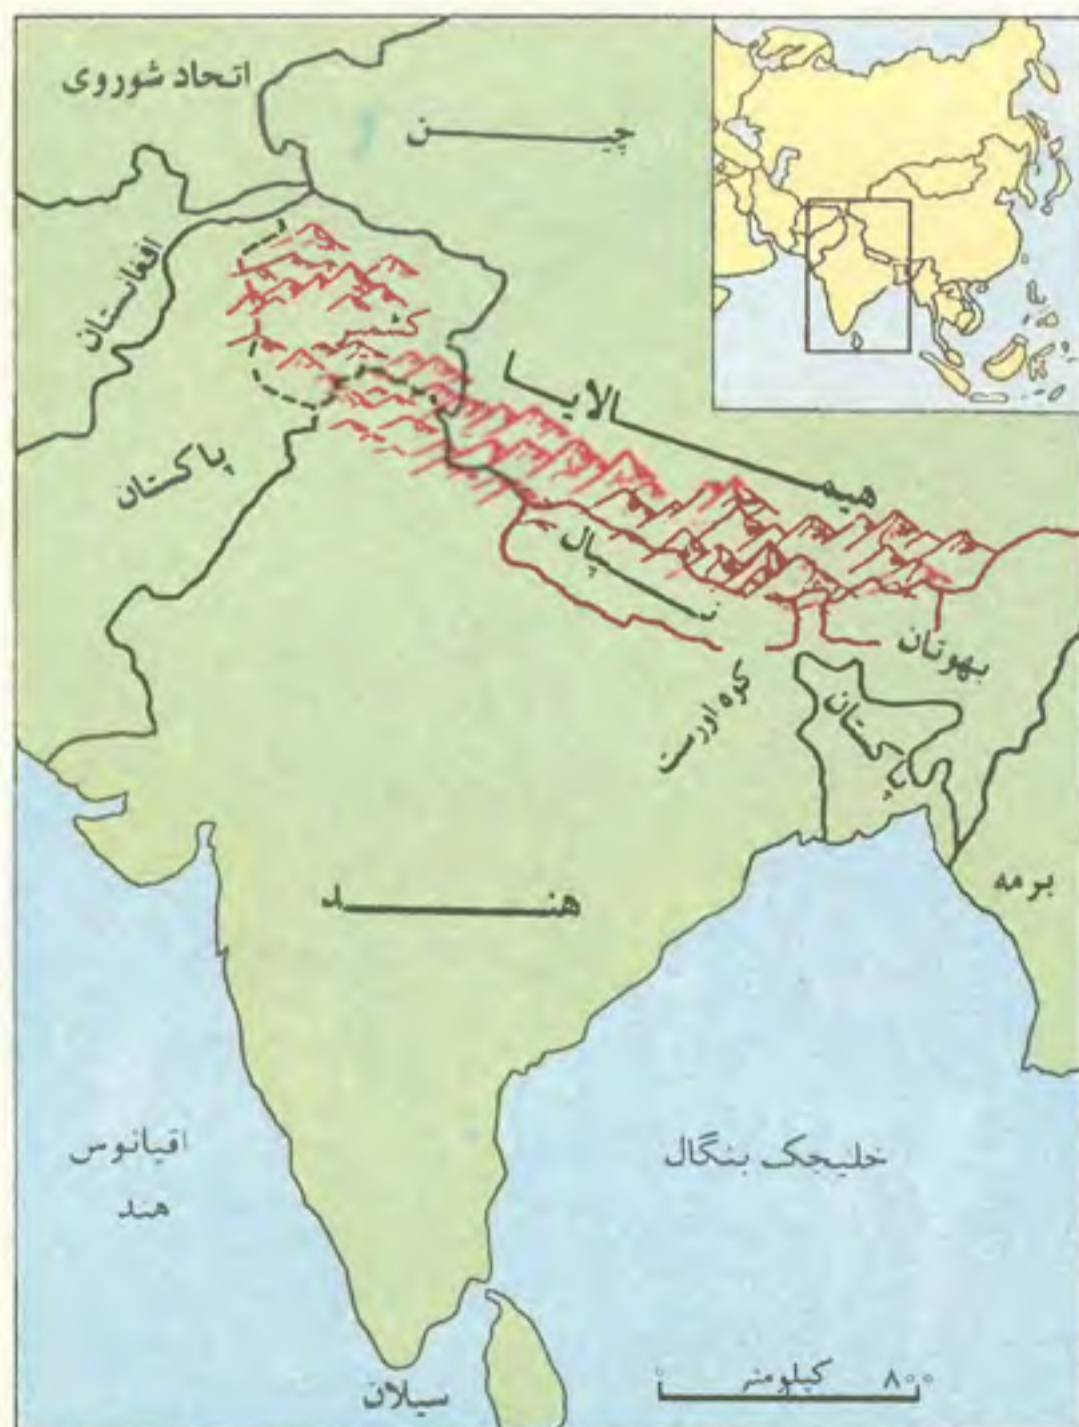 اتحاد شوروی
چین
افغانستان
کشمیر
هیمالایا
پاکستان
نپال
بهوتان
کوه اورست
پاکستان
برمه
هند
اقیانوس
هند
خلیجک بنگال
سیلان
۸۰۰ کیلومتر ۰